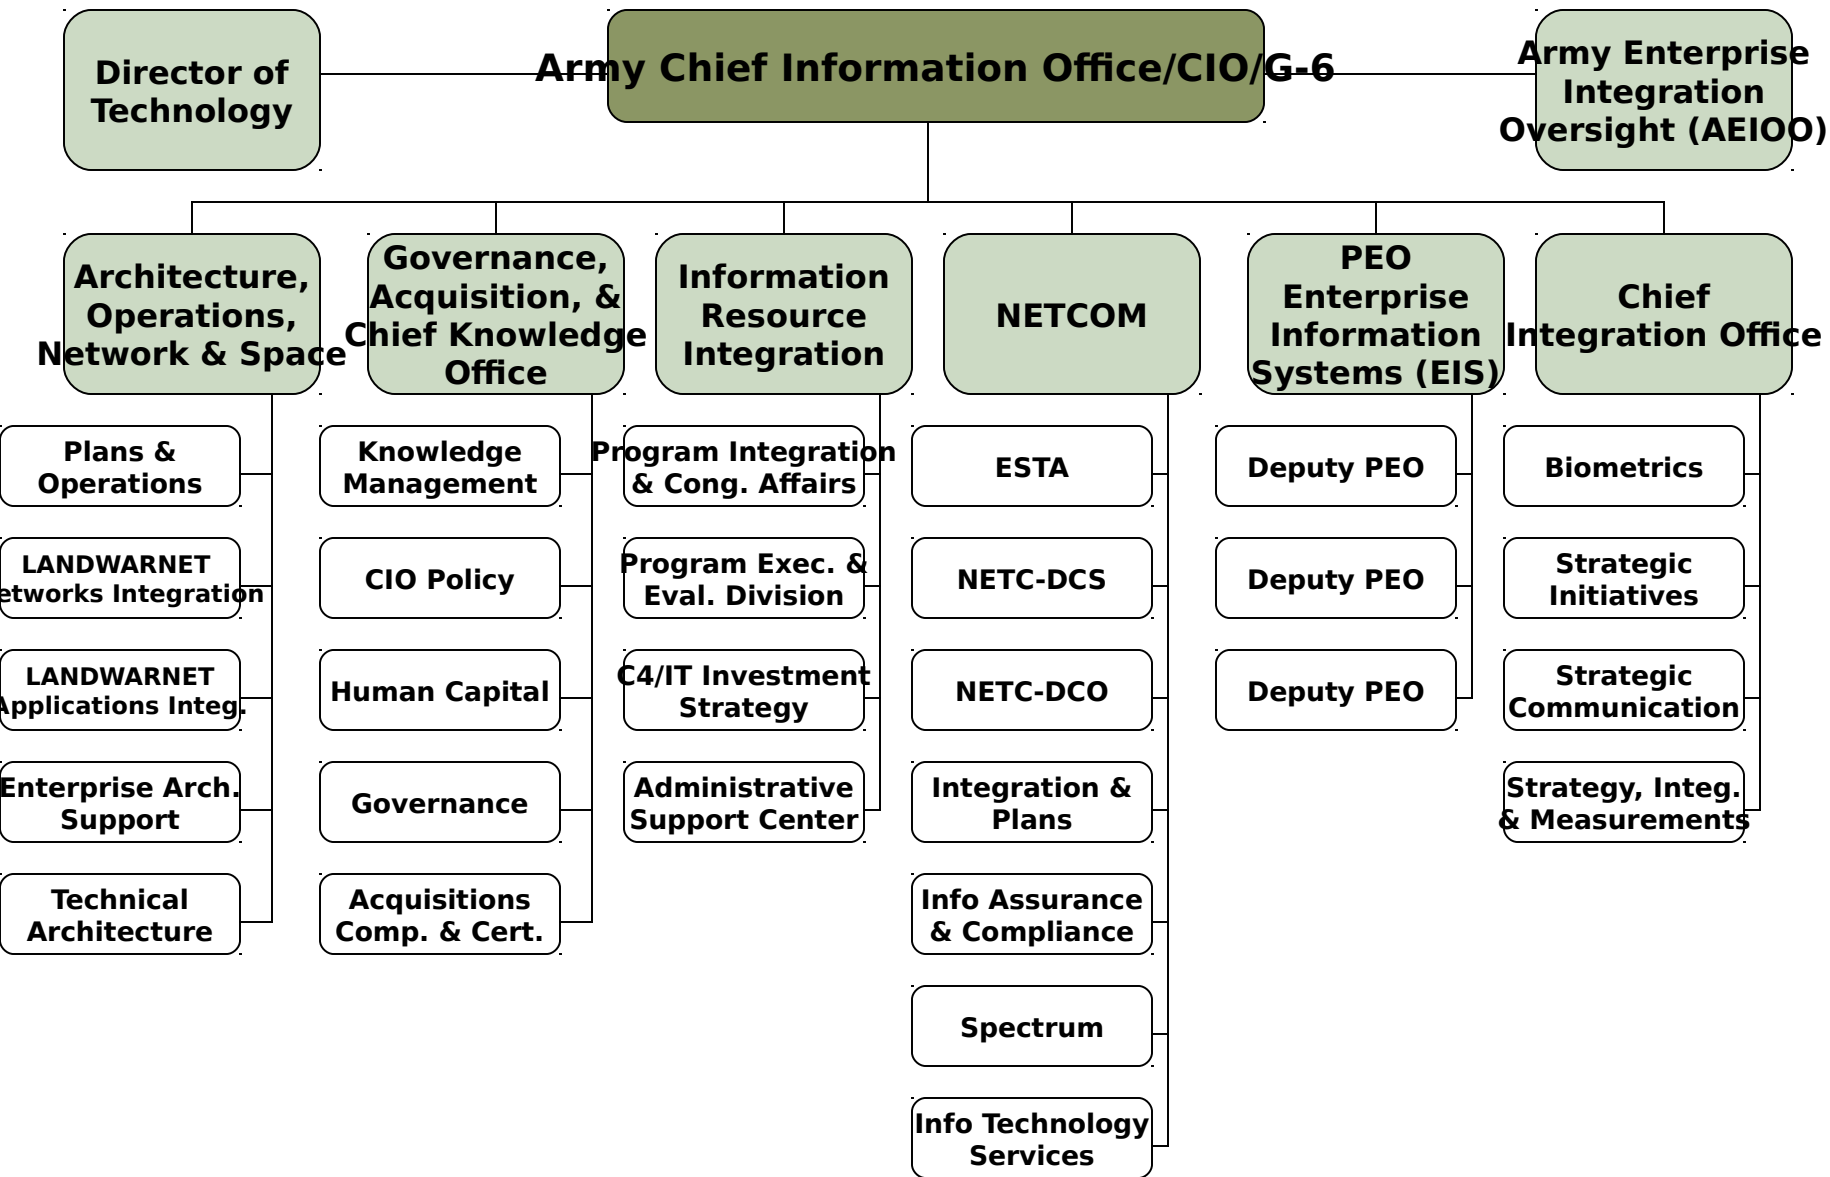 Director of
Technology
Army Chief Information Office/CIO/G-6
Army Enterprise
Integration
Oversight (AEIOO)
Architecture,
Operations,
Network & Space
Governance,
Acquisition, &
Chief Knowledge
Office
Information
Resource
Integration
NETCOM
PEO
Enterprise
Information
Systems (EIS)
Chief
Integration Office
Plans &
Operations
LANDWARNET
etworks Integration
LANDWARNET
Applications Integ.
Enterprise Arch.
Support
Technical
Architecture
Knowledge
Management
CIO Policy
Human Capital
Governance
Acquisitions
Comp. & Cert.
Program Integration
& Cong. Affairs
Program Exec. &
Eval. Division
C4/IT Investment
Strategy
Administrative
Support Center
ESTA
NETC-DCS
NETC-DCO
Integration &
Plans
Info Assurance
& Compliance
Spectrum
Info Technology
Services
Deputy PEO
Deputy PEO
Deputy PEO
Biometrics
Strategic
Initiatives
Strategic
Communication
Strategy, Integ.
& Measurements